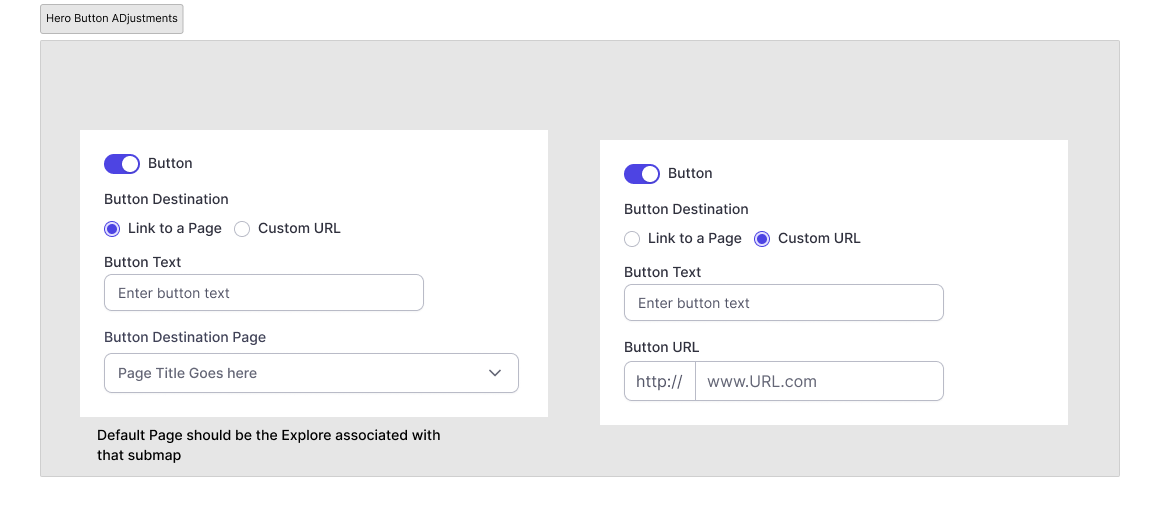 Hero Button ADjustments
Button
Button Destination
Link to a Page Custom URL
Button Text
Enter button text
Button Destination Page
Page Title Goes here
Default Page should be the Explore associated with
that submap
Button
Button Destination
Link to a Page Custom URL
Button Text
Enter button text
Button URL
http:// www.URL.com